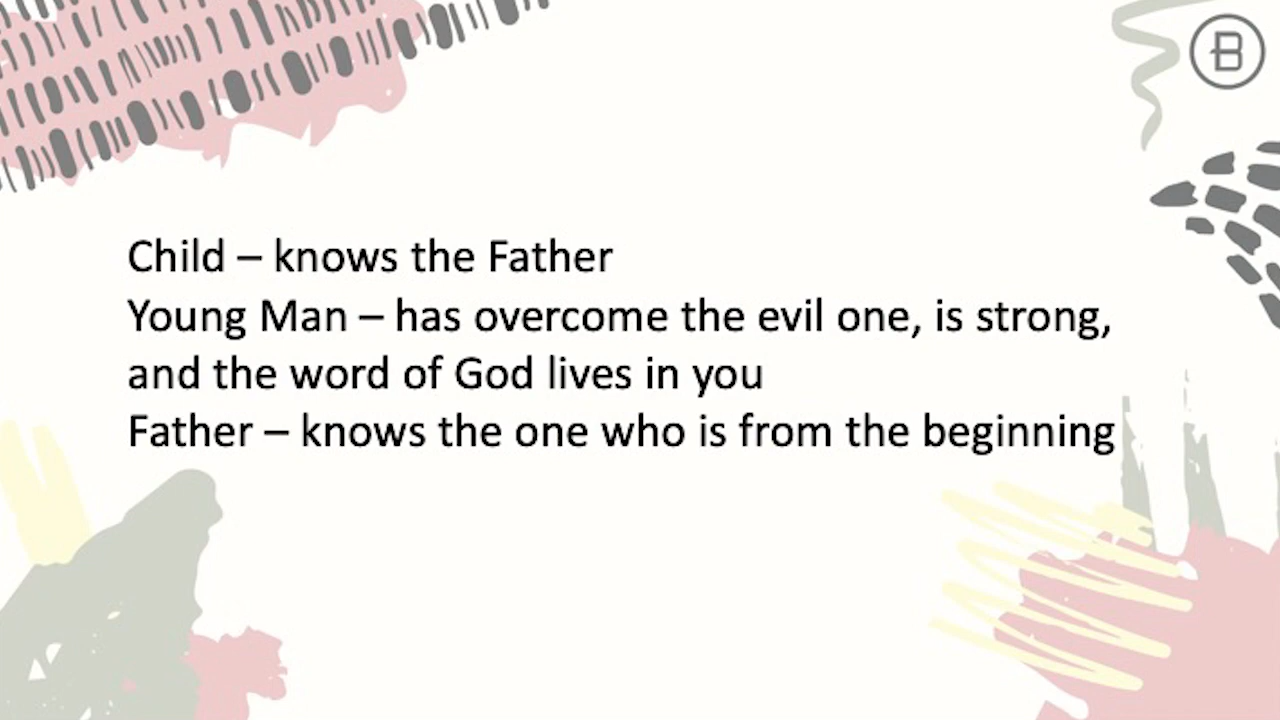 B
Child – knows the Father
Young Man – has overcome the evil one, is strong,
and the word of God lives in you
Father – knows the one who is from the beginning